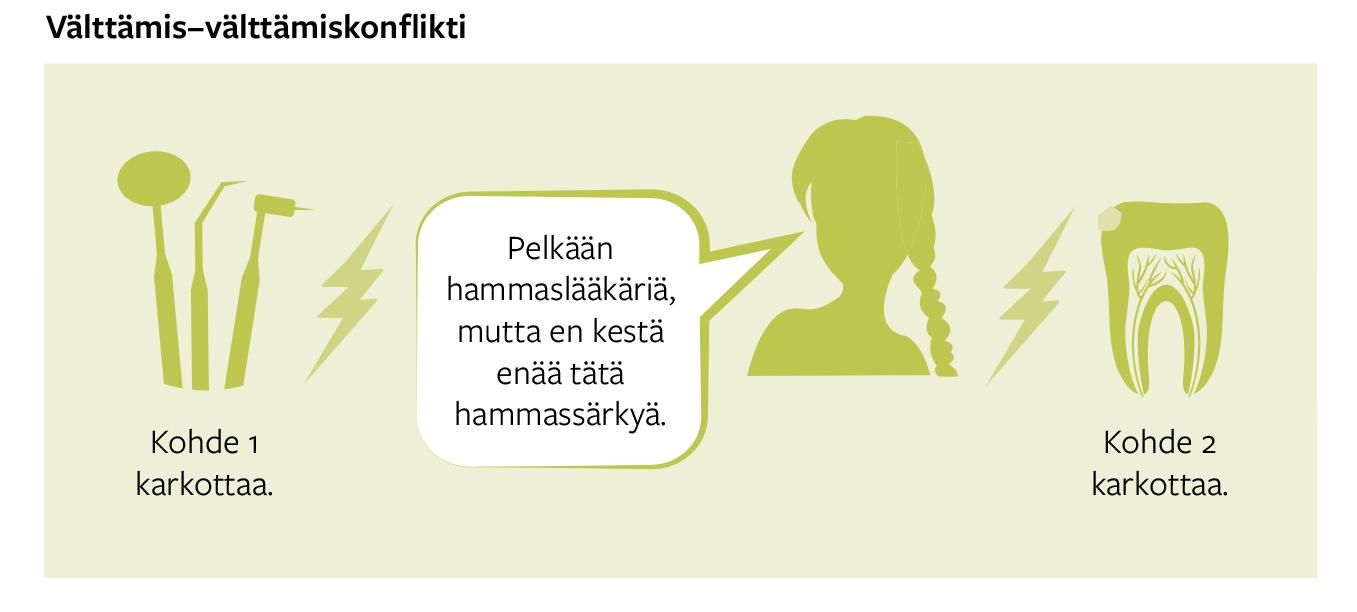 Välttämis–välttämiskonflikti
Pelkään
hammaslääkäriä,
mutta en kestä
enää tätä
hammassärkyä.
Kohde 1
karkottaa.
Kohde 2
karkottaa.